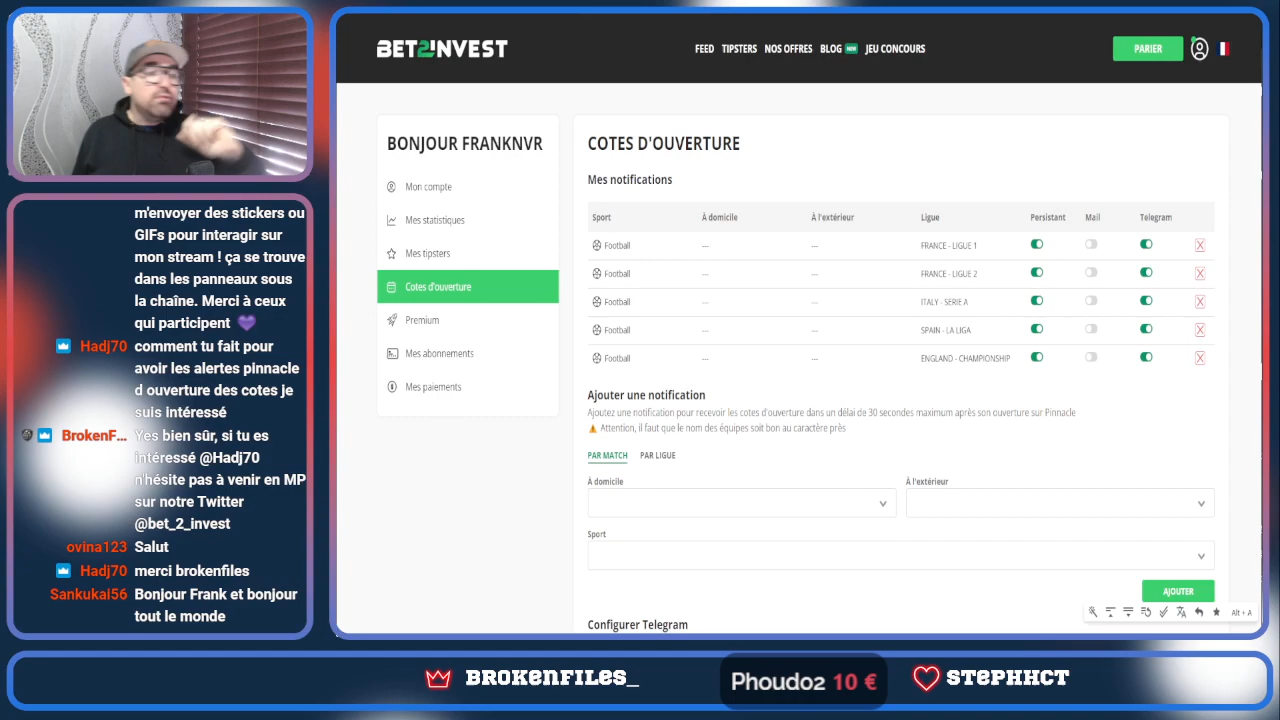 BET2INVEST
FEED TIPSTERS NOS OFFRES BLOG NEW JEU CONCOURS
PARIER
BONJOUR FRANKNVR
Mon compte
Mes statistiques
Mes tipsters
Cotes d'ouverture
Premium
Mes abonnements
Mes paiements
COTES D'OUVERTURE
Mes notifications
Sport À domicile À l'extérieur Ligue Persistant Mail Telegram
Football --- --- FRANCE - LIGUE 1
Football --- --- FRANCE - LIGUE 2
Football --- --- ITALY - SERIE A
Football --- --- SPAIN - LA LIGA
Football --- --- ENGLAND - CHAMPIONSHIP
Ajouter une notification
Ajoutez une notification pour recevoir les cotes d'ouverture dans un délai de 30 secondes maximum après son ouverture sur Pinnacle
Attention, il faut que le nom des équipes soit bon au caractère près
PAR MATCH PAR LIGUE
À domicile À l'extérieur
Sport
AJOUTER
Alt + A
Configurer Telegram
m'envoyer des stickers ou
GIFs pour interagir sur
mon stream ! ça se trouve
dans les panneaux sous
la chaîne. Merci à ceux
qui participent
Hadj70 comment tu fait pour
avoir les alertes pinnacle
d ouverture des cotes je
suis intéressé
BrokenF... Yes bien sûr, si tu es
intéressé @Hadj70
n'hésite pas à venir en MP
sur notre Twitter
@bet_2_invest
ovina123 Salut
Hadj70 merci brokenfiles
Sankukai56 Bonjour Frank et bonjour
tout le monde
BROKENFILES_
Phoudo2 10 €
STEPHHCT